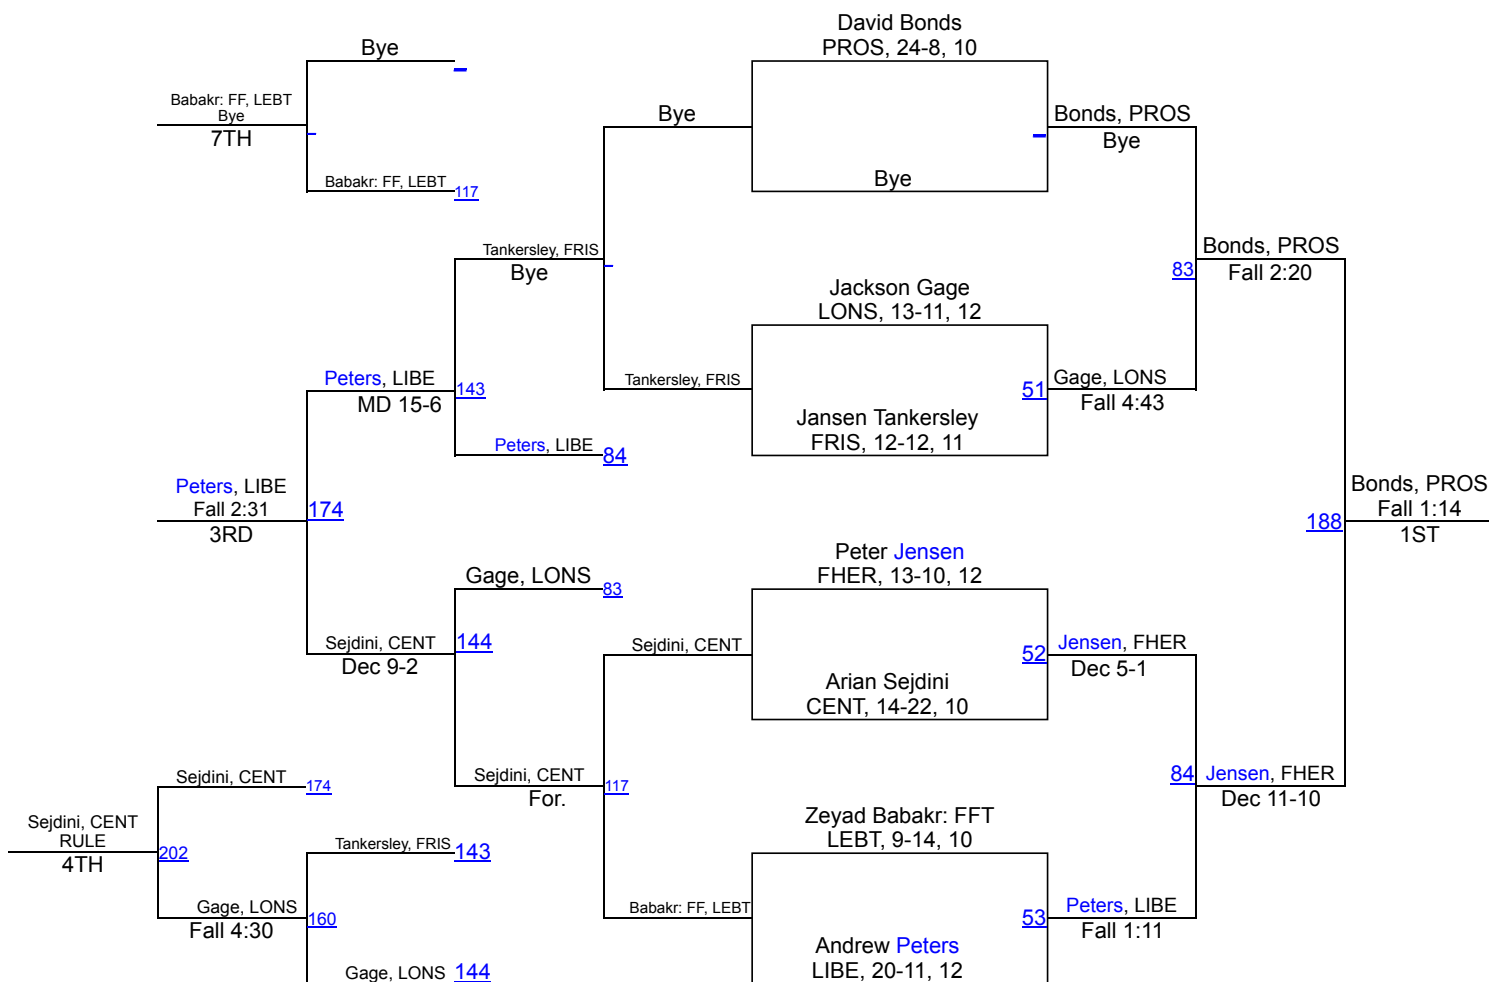 David Bonds
PROS, 24-8, 10
Bye
Babakr: FF, LEBT
Bye
7TH
Bye
Bonds, PROS
Bye
Babakr: FF, LEBT
117
Bye
Tankersley, FRIS
Bye
Bonds, PROS
83
Fall 2:20
Jackson Gage
LONS, 13-11, 12
Peters, LIBE
143
MD 15-6
Tankersley, FRIS
51
Gage, LONS
Fall 4:43
Jansen Tankersley
FRIS, 12-12, 11
Peters, LIBE
84
Peters, LIBE
Fall 2:31
174
3RD
Bonds, PROS
Fall 1:14
188
1ST
Peter Jensen
FHER, 13-10, 12
Gage, LONS
83
Sejdini, CENT
144
Dec 9-2
Sejdini, CENT
52
Jensen, FHER
Dec 5-1
Arian Sejdini
CENT, 14-22, 10
Sejdini, CENT
174
Sejdini, CENT
117
For.
84
Jensen, FHER
Dec 11-10
Zeyad Babakr: FFT
LEBT, 9-14, 10
Sejdini, CENT
RULE
202
4TH
Tankersley, FRIS
143
Gage, LONS
160
Fall 4:30
Babakr: FF, LEBT
53
Peters, LIBE
Fall 1:11
Andrew Peters
LIBE, 20-11, 12
Gage, LONS
144